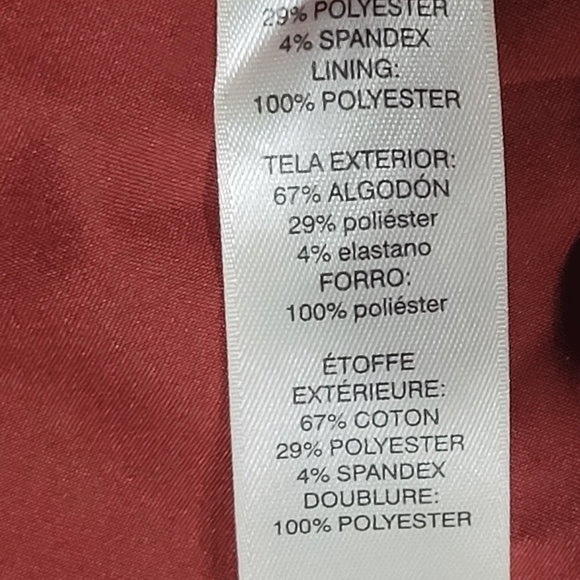 29% POLYESTER
4% SPANDEX
LINING:
100% POLYESTER
TELA EXTERIOR:
67% ALGODÓN
29% poliéster
4% elastano
FORRO:
100% poliéster
ÉTOFFE
EXTÉRIEURE:
67% COTON
29% POLYESTER
4% SPANDEX
DOUBLURE:
100% POLYESTER